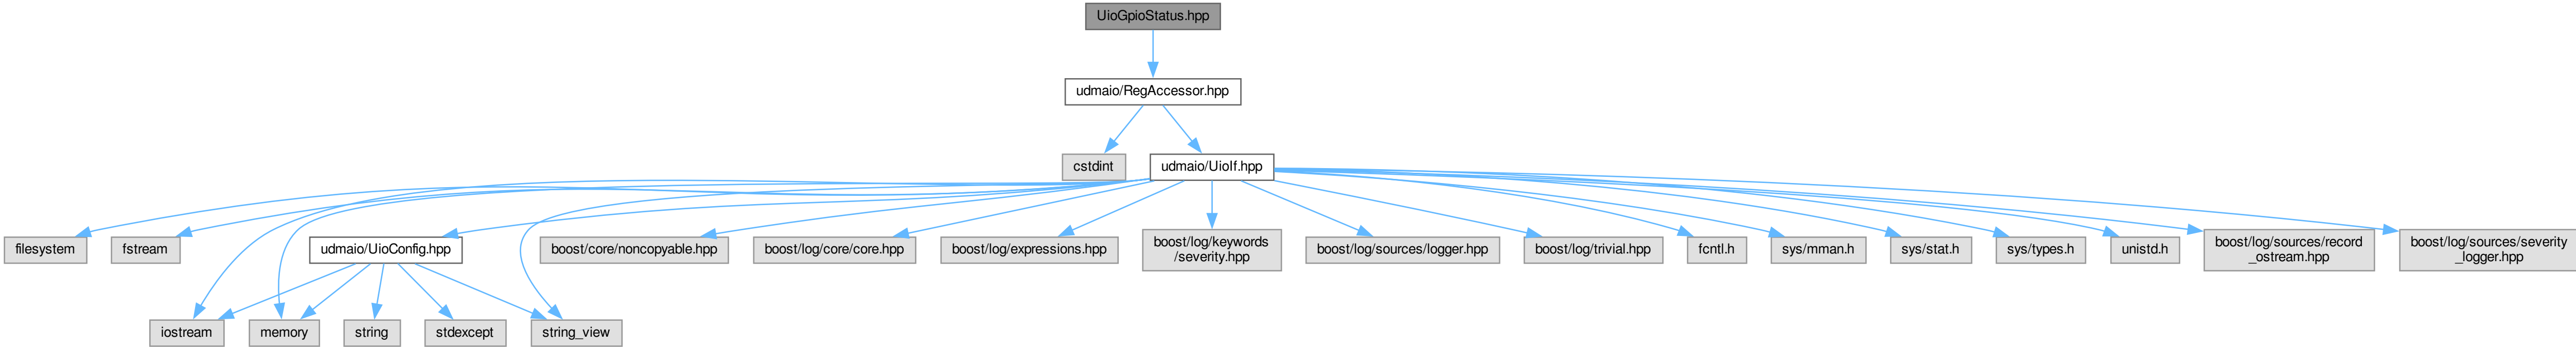 UioGpioStatus.hpp
udmaio/RegAccessor.hpp
cstdint
udmaio/UioIf.hpp
filesystem
fstream
udmaio/UioConfig.hpp
boost/core/noncopyable.hpp
boost/log/core/core.hpp
boost/log/expressions.hpp
boost/log/keywords
/severity.hpp
boost/log/sources/logger.hpp
boost/log/trivial.hpp
fcntl.h
sys/mman.h
sys/stat.h
sys/types.h
unistd.h
boost/log/sources/record
_ostream.hpp
boost/log/sources/severity
_logger.hpp
iostream
memory
string
stdexcept
string_view